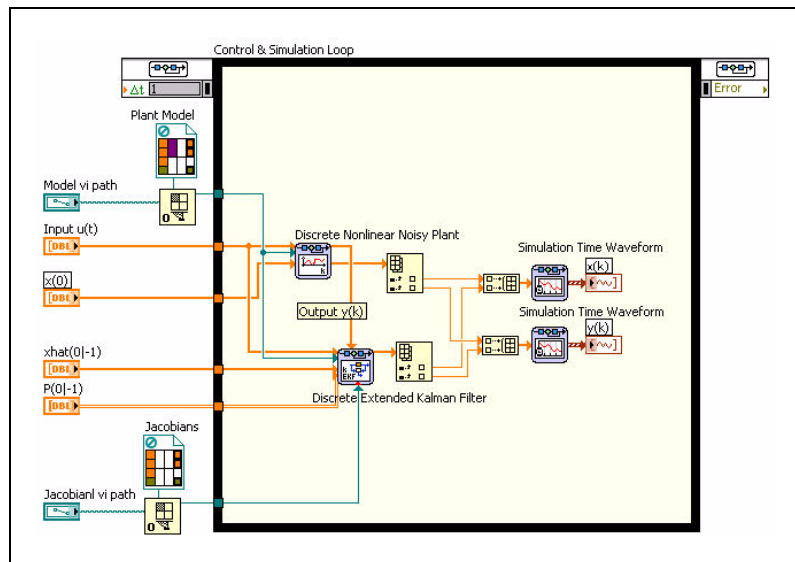 Control & Simulation Loop
Δt 1
Error
Plant Model
Model vi path
Input u(t)
[DBL]
x(0)
[DBL]
xhat(0|-1)
[DBL]
P(0|-1)
[DBL]
Jacobians
Jacobianl vi path
Discrete Nonlinear Noisy Plant
k
Output y(k)
k
EKF
Discrete Extended Kalman Filter
Simulation Time Waveform
x(k)
Simulation Time Waveform
y(k)